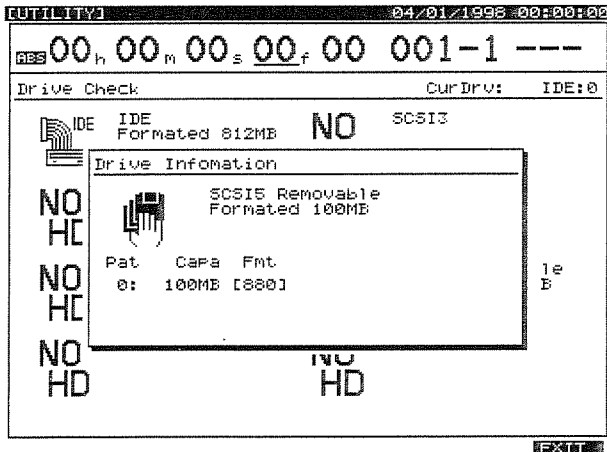 [UTILITY] 04/01/1998 00:00:00
ABS 00h 00m 00s 00f 00 001-1 ---
Drive Check CurDrv: IDE:0
IDE IDE NO SCSI3
Formated 812MB
Drive Infomation
NO SCSI5 Removable
HD Formated 100MB
Pat Capa Fmt
NO 0: 100MB [880] le
HD B
NO NO
HD HD
EXIT